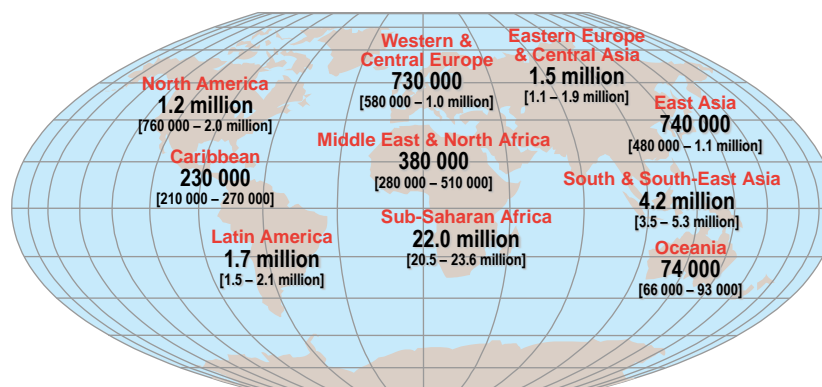 Western &
Central Europe
730 000
[580 000 – 1.0 million]
Eastern Europe
& Central Asia
1.5 million
[1.1 – 1.9 million]
North America
1.2 million
[760 000 – 2.0 million]
East Asia
740 000
[480 000 – 1.1 million]
Middle East & North Africa
380 000
[280 000 – 510 000]
Caribbean
230 000
[210 000 – 270 000]
South & South-East Asia
4.2 million
[3.5 – 5.3 million]
Sub-Saharan Africa
22.0 million
[20.5 – 23.6 million]
Latin America
1.7 million
[1.5 – 2.1 million]
Oceania
74 000
[66 000 – 93 000]